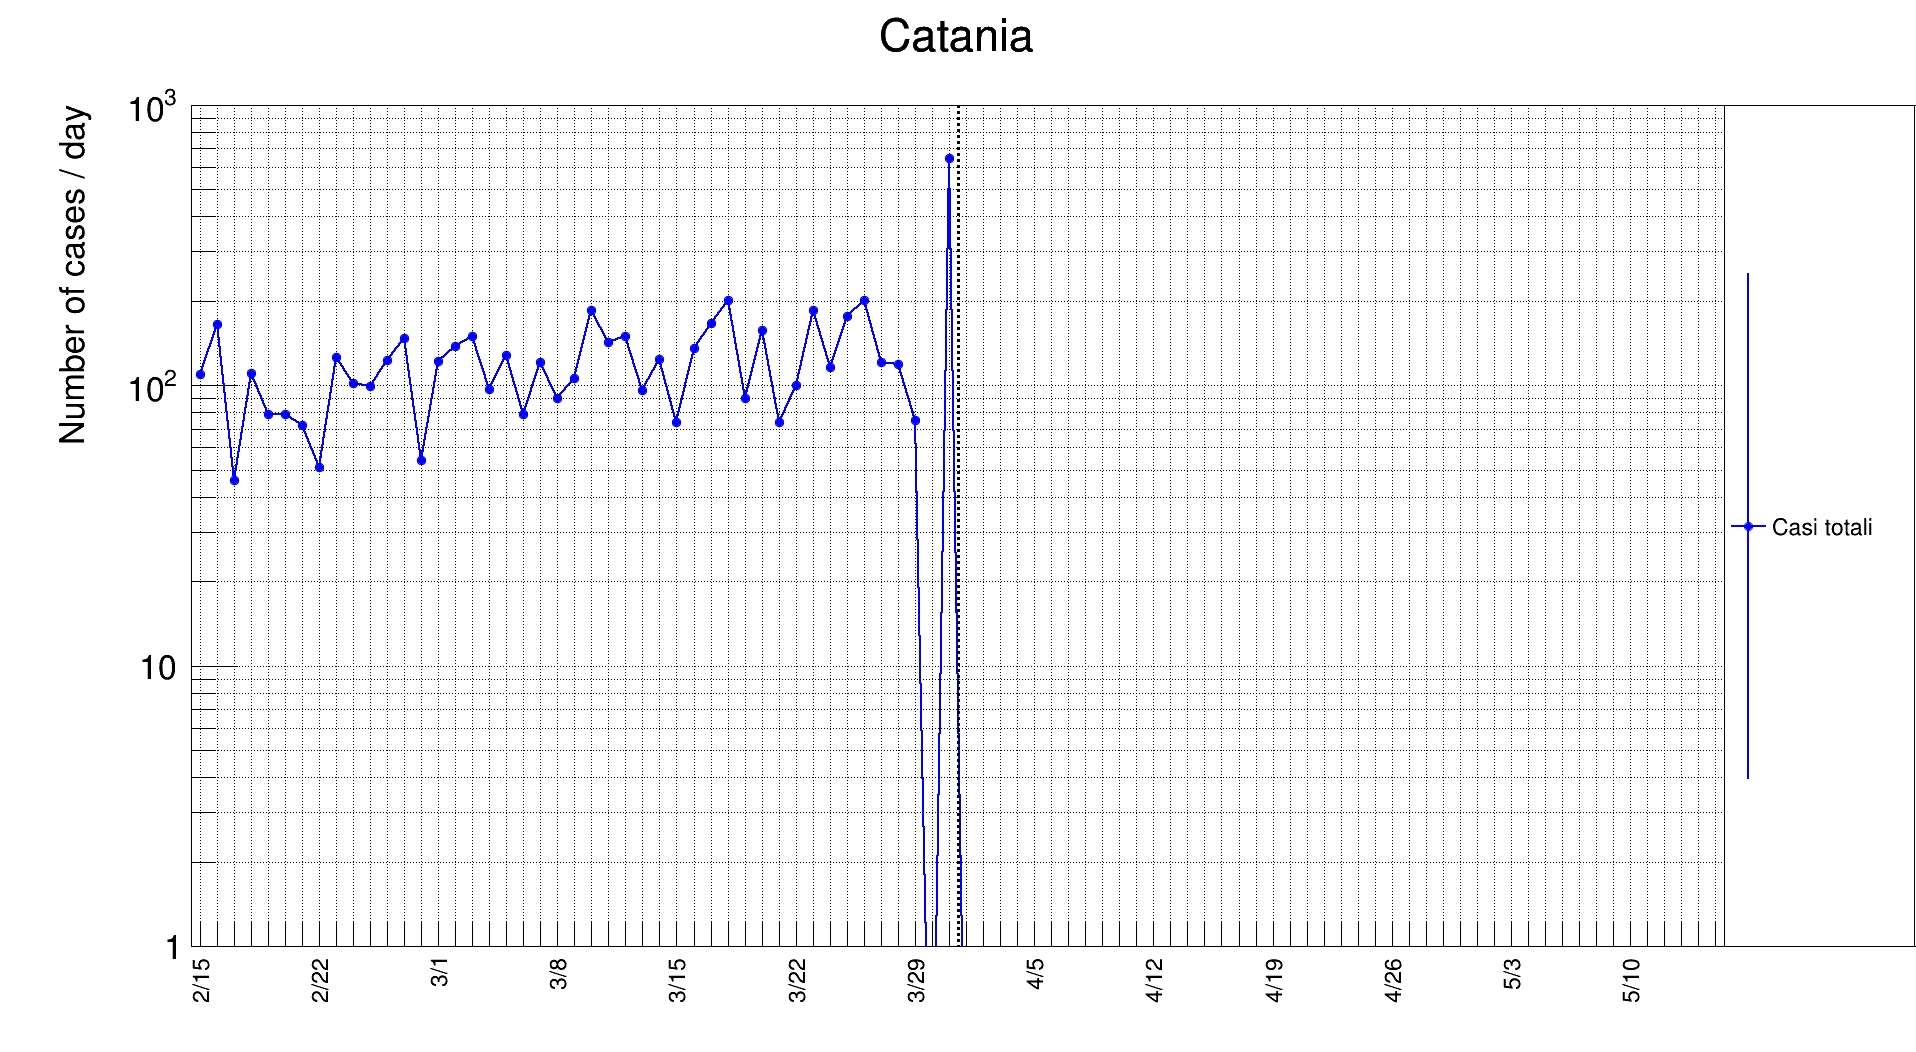 Catania
Number of cases / day
10³
10²
10
1
2/15 2/22 3/1 3/8 3/15 3/22 3/29 4/5 4/12 4/19 4/26 5/3 5/10
Casi totali